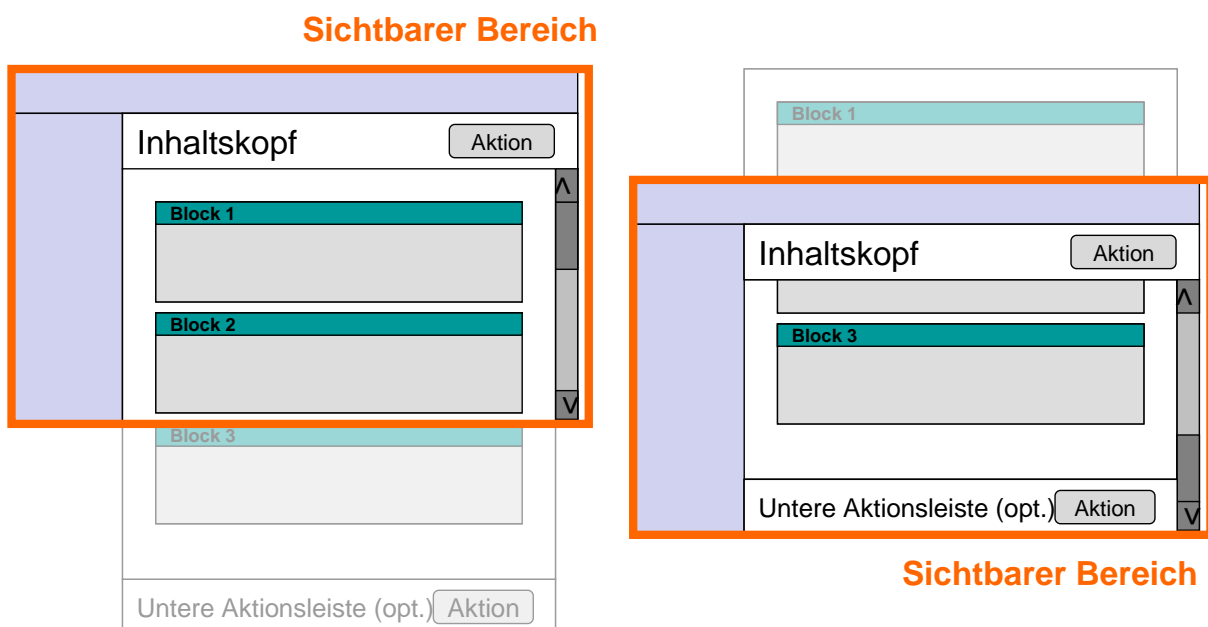 Sichtbarer Bereich
Inhaltskopf
Aktion
Block 1
Block 2
Block 3
Untere Aktionsleiste (opt.)
Aktion
Block 1
Inhaltskopf
Aktion
Block 3
Untere Aktionsleiste (opt.)
Aktion
Sichtbarer Bereich